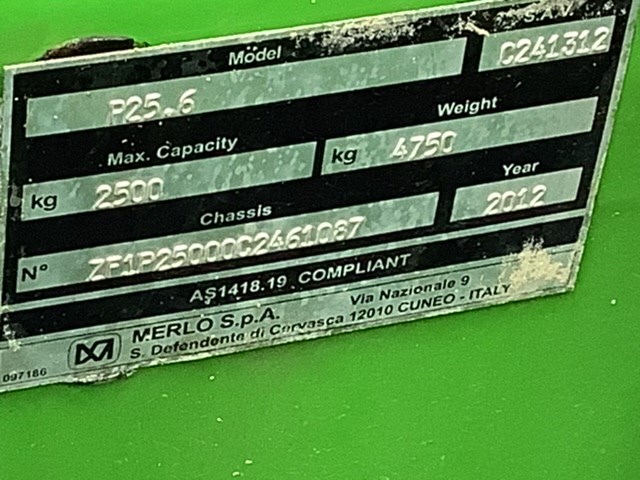 Model S.A.V.
P25.6 C241312
Max. Capacity Weight
kg 2500 kg 4750
Chassis Year
N° ZF1P25000C2461087 2012
AS1418.19 COMPLIANT
MERLO S.p.A. Via Nazionale 9
S. Defendente di Cervasca 12010 CUNEO - ITALY
097186